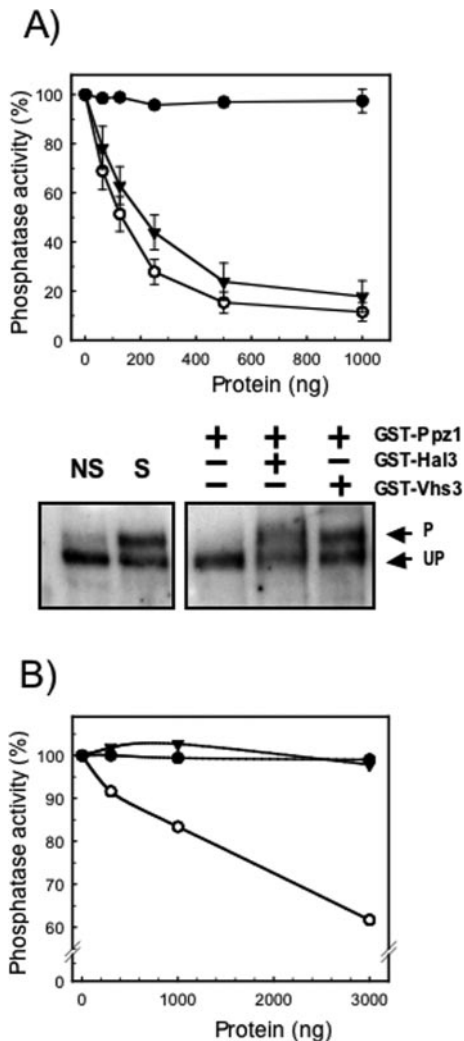 A)
Phosphatase activity (%)
100
80
60
40
20
0
0 200 400 600 800 1000
Protein (ng)
NS S
+ + + GST-Ppz1
− + − GST-Hal3
− − + GST-Vhs3
P
UP
B)
Phosphatase activity (%)
100
90
80
70
60
0
0 1000 2000 3000
Protein (ng)